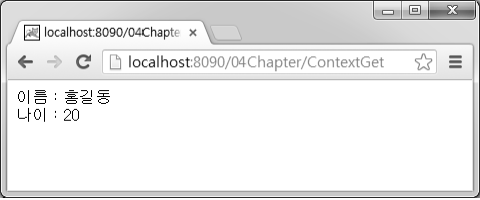 localhost:8090/04Chapte
localhost:8090/04Chapter/ContextGet
이름 : 홍길동
나이 : 20